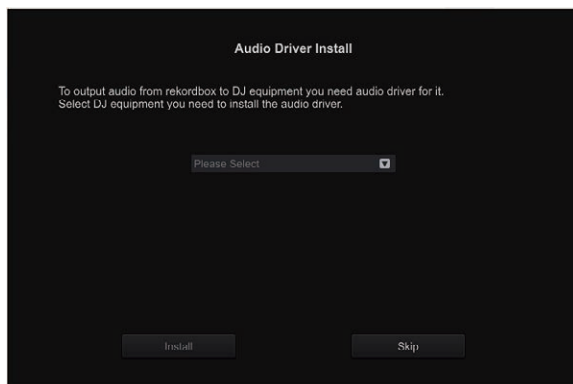 Audio Driver Install
To output audio from rekordbox to DJ equipment you need audio driver for it.
Select DJ equipment you need to install the audio driver.
Please Select
Install
Skip